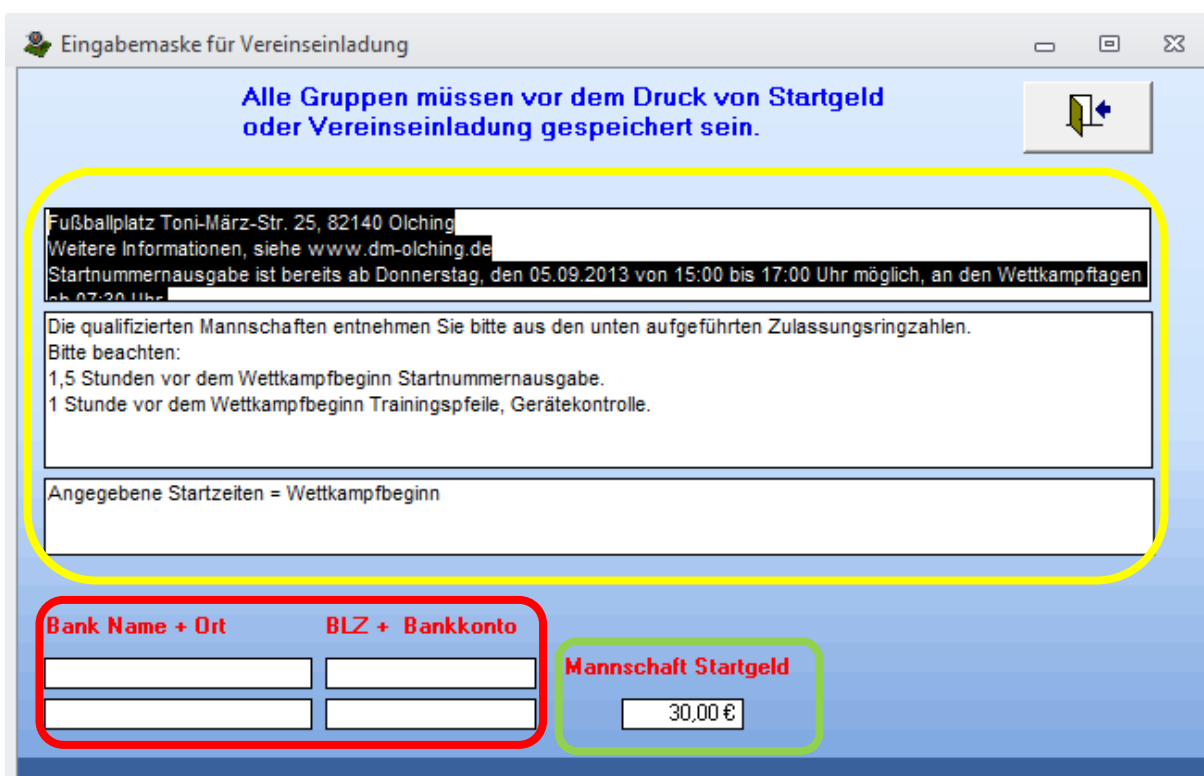 Eingabemaske für Vereinseinladung
Alle Gruppen müssen vor dem Druck von Startgeld
oder Vereinseinladung gespeichert sein.
Fußballplatz Toni-März-Str. 25, 82140 Olching
Weitere Informationen, siehe www.dm-olching.de
Startnummernausgabe ist bereits ab Donnerstag, den 05.09.2013 von 15:00 bis 17:00 Uhr möglich, an den Wettkampftagen
ab 07:30 Uhr
Die qualifizierten Mannschaften entnehmen Sie bitte aus den unten aufgeführten Zulassungsringzahlen.
Bitte beachten:
1,5 Stunden vor dem Wettkampfbeginn Startnummernausgabe.
1 Stunde vor dem Wettkampfbeginn Trainingspfeile, Gerätekontrolle.
Angegebene Startzeiten = Wettkampfbeginn
Bank Name + Ort BLZ + Bankkonto
Mannschaft Startgeld
30,00 €